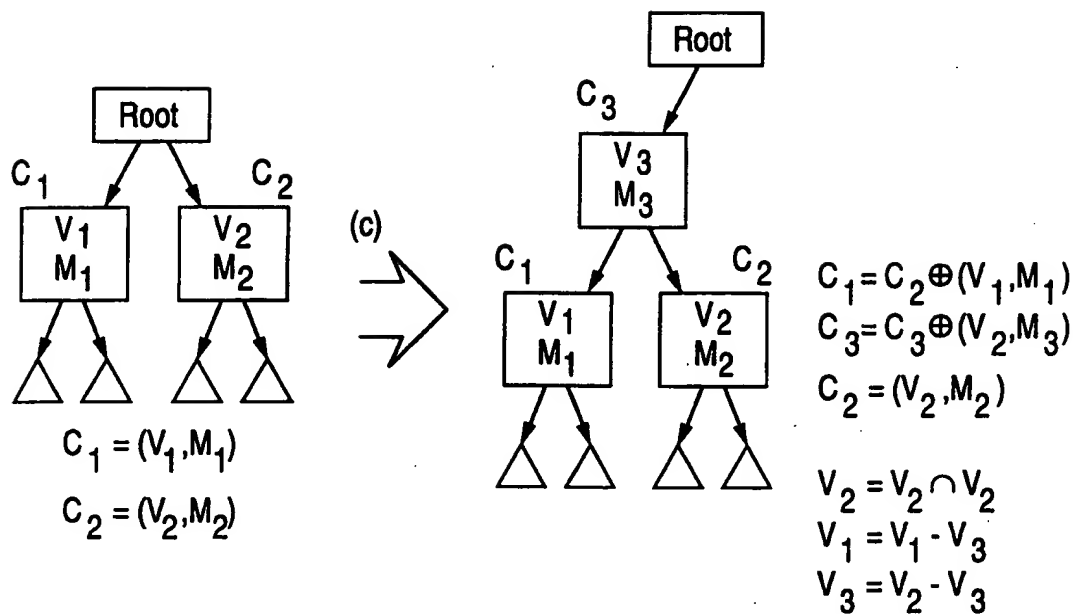 Root
C1 C2
V1 V2
M1 M2
C1 = (V1,M1)
C2 = (V2,M2)
(c)
Root
C3
V3
M3
C1 C2
V1 V2
M1 M2
C1 = C2 ⊕ (V1,M1)
C3 = C3 ⊕ (V2,M3)
C2 = (V2,M2)
V2 = V2 ∩ V2
V1 = V1 - V3
V3 = V2 - V3